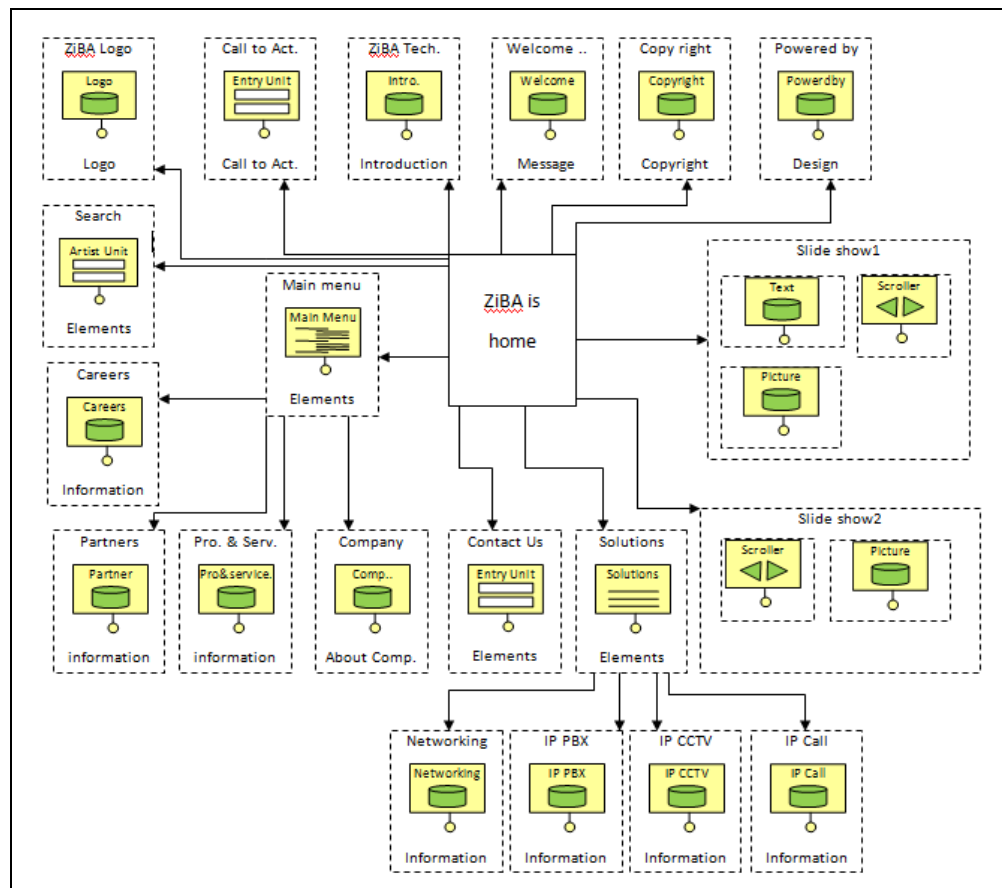 ZiBA Logo
Logo
Logo
Call to Act.
Entry Unit
Call to Act.
ZiBA Tech.
Intro.
Introduction
Welcome ..
Welcome
Message
Copy right
Copyright
Copyright
Powered by
Powerdby
Design
Search
Artist Unit
Elements
Main menu
Main Menu
Elements
ZiBA is
home
Slide show1
Text
Scroller
Picture
Careers
Careers
Information
Slide show2
Scroller
Picture
Partners
Partner
information
Pro. & Serv.
Pro&service.
information
Company
Comp..
About Comp.
Contact Us
Entry Unit
Elements
Solutions
Solutions
Elements
Networking
Networking
Information
IP PBX
IP PBX
Information
IP CCTV
IP CCTV
Information
IP Call
IP Call
Information